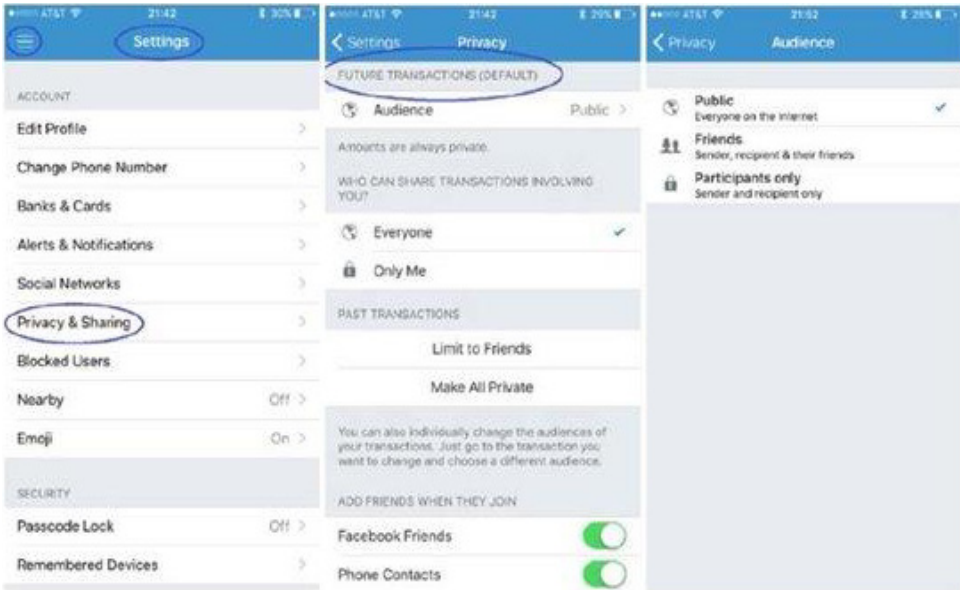 AT&T 21:42 30%
Settings
ACCOUNT
Edit Profile
Change Phone Number
Banks & Cards
Alerts & Notifications
Social Networks
Privacy & Sharing
Blocked Users
Nearby Off
Emoji On
SECURITY
Passcode Lock Off
Remembered Devices
AT&T 21:42 29%
Settings Privacy
FUTURE TRANSACTIONS (DEFAULT)
Audience Public
Amounts are always private.
WHO CAN SHARE TRANSACTIONS INVOLVING
YOU?
Everyone
Only Me
PAST TRANSACTIONS
Limit to Friends
Make All Private
You can also individually change the audiences of
your transactions. Just go to the transaction you
want to change and choose a different audience.
ADD FRIENDS WHEN THEY JOIN
Facebook Friends
Phone Contacts
AT&T 21:52 28%
Privacy Audience
Public
Everyone on the internet
Friends
Sender, recipient & their friends
Participants only
Sender and recipient only